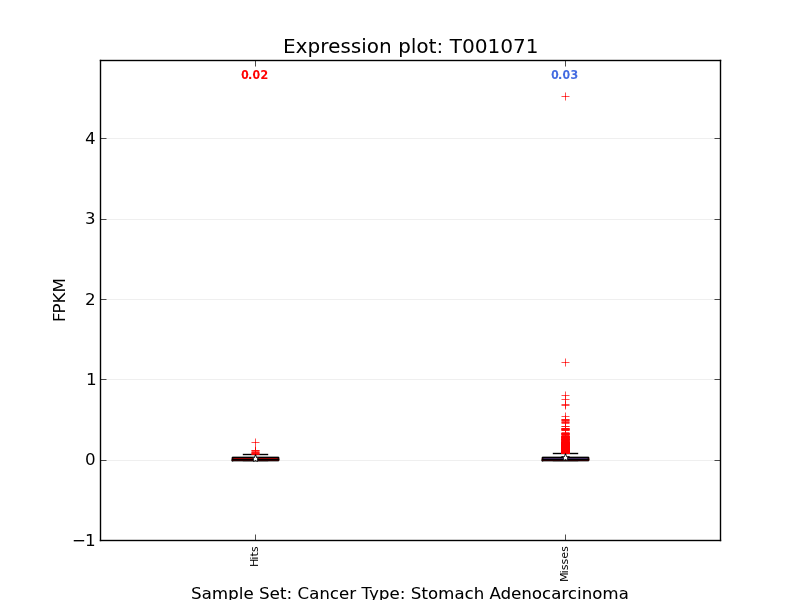 Expression plot: T001071
0.02
0.03
4
3
2
1
0
−1
FPKM
Hits
Misses
Sample Set: Cancer Type: Stomach Adenocarcinoma